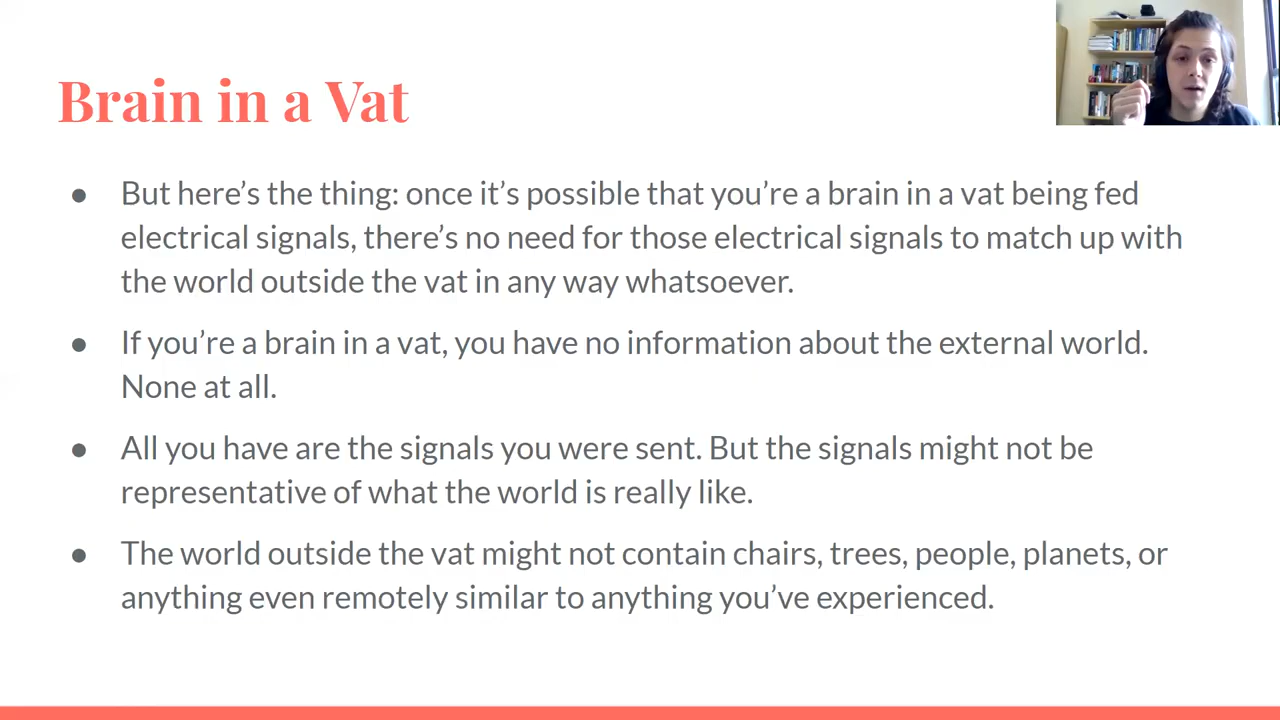 Brain in a Vat
● But here’s the thing: once it’s possible that you’re a brain in a vat being fed
electrical signals, there’s no need for those electrical signals to match up with
the world outside the vat in any way whatsoever.
● If you’re a brain in a vat, you have no information about the external world.
None at all.
● All you have are the signals you were sent. But the signals might not be
representative of what the world is really like.
● The world outside the vat might not contain chairs, trees, people, planets, or
anything even remotely similar to anything you’ve experienced.